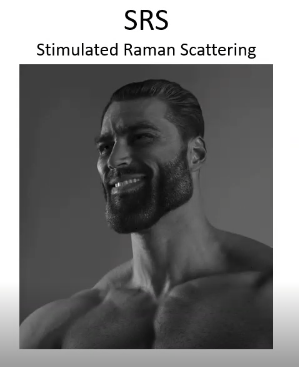 SRS
Stimulated Raman Scattering